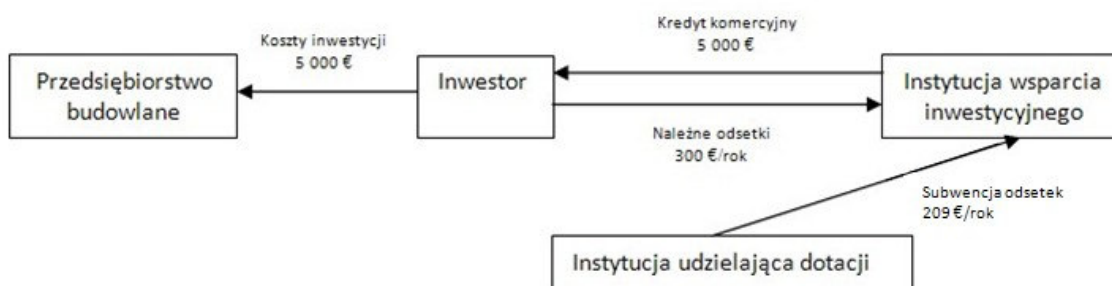 Kredyt komercyjny
5 000 €
Koszty inwestycji
5 000 €
Przedsiębiorstwo
budowlane
Inwestor
Instytucja wsparcia
inwestycyjnego
Należne odsetki
300 €/rok
Subwencja odsetek
209 €/rok
Instytucja udzielająca dotacji